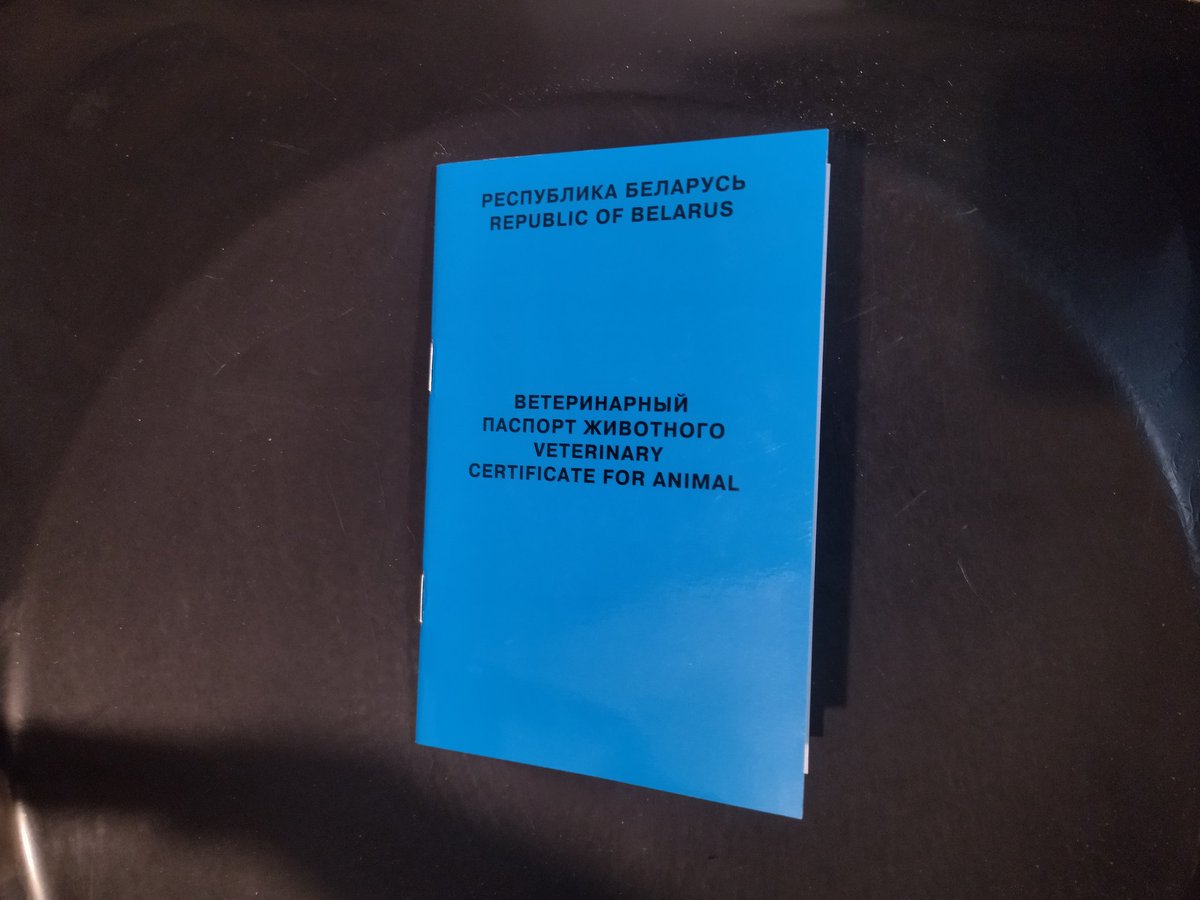 РЕСПУБЛИКА БЕЛАРУСЬ
REPUBLIC OF BELARUS
ВЕТЕРИНАРНЫЙ
ПАСПОРТ ЖИВОТНОГО
VETERINARY
CERTIFICATE FOR ANIMAL